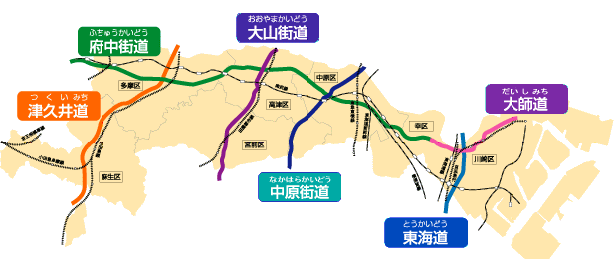 おおやまかいどう
大山街道
ふちゅうかいどう
府中街道
多摩区
中原区
つくいみち
津久井道
高津区
だいしみち
大師道
幸区
宮前区
川崎区
麻生区
なかはらかいどう
中原街道
とうかいどう
東海道